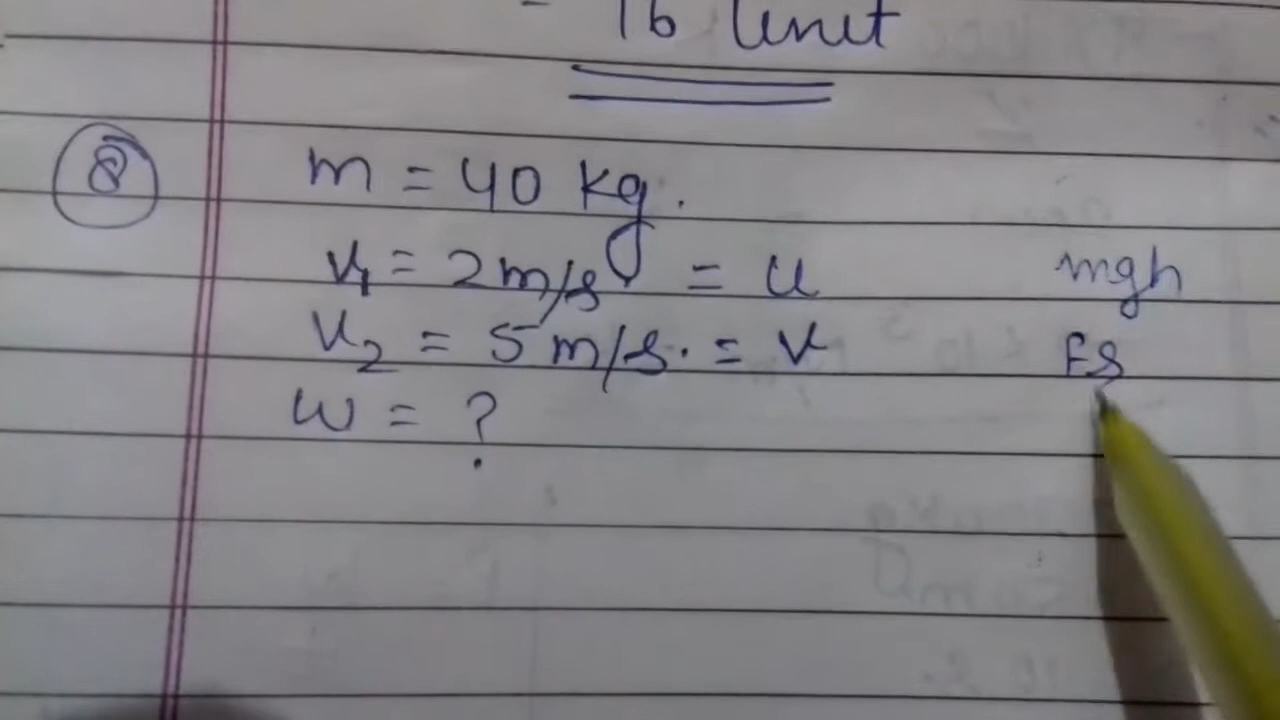 = 16 Unit
8
m = 40 kg.
V1 = 2 m/s = u
V2 = 5 m/s. = v
W = ?
mgh
FS